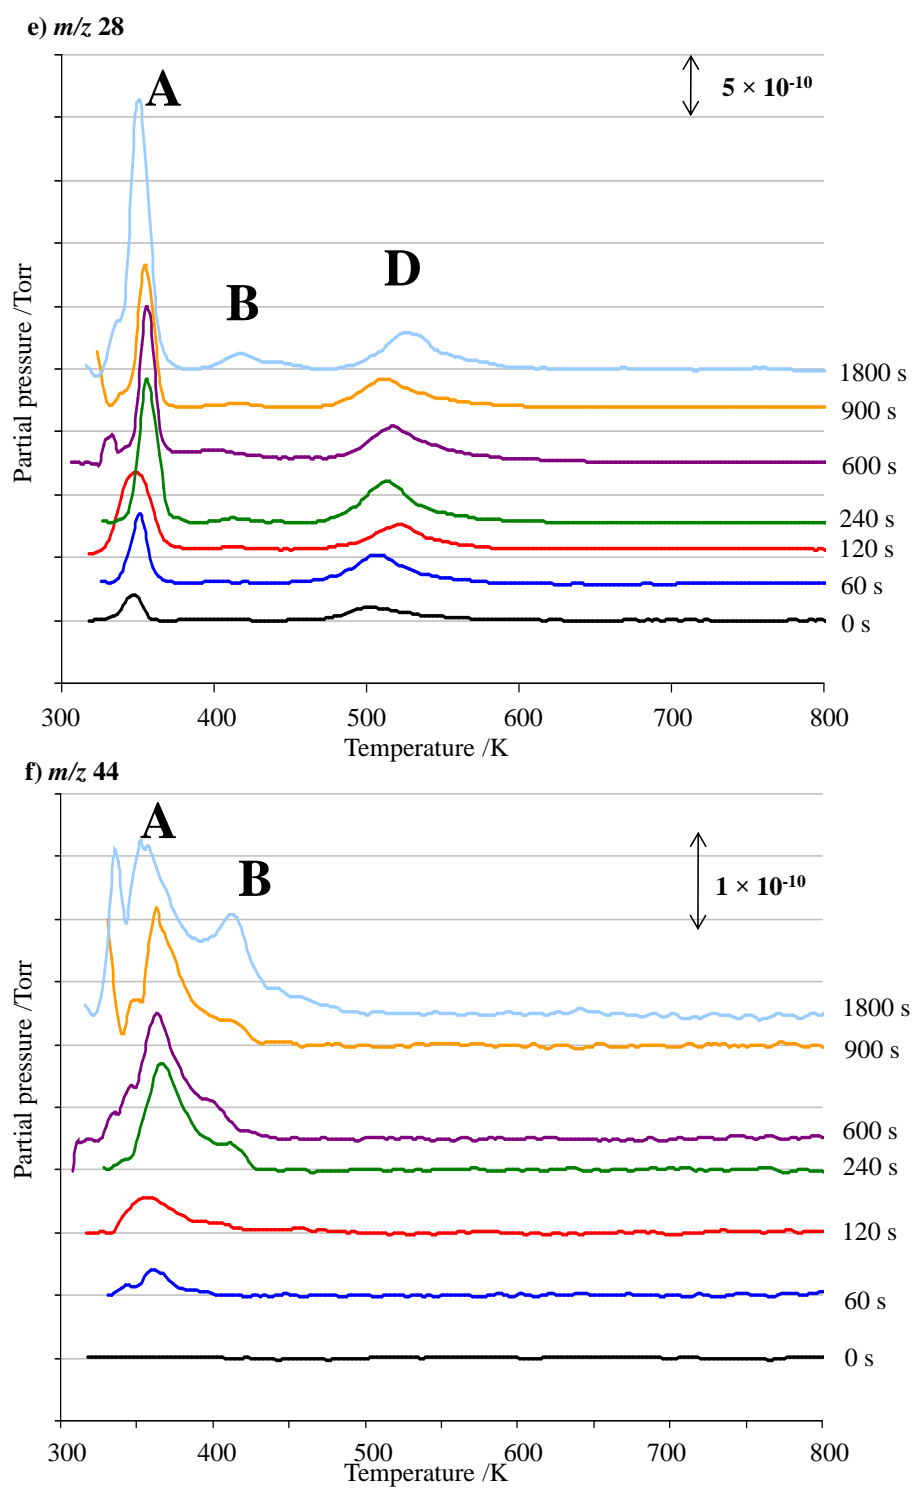 e) m/z 28
A
5 × 10-10
D
B
Partial pressure /Torr
1800 s
900 s
600 s
240 s
120 s
60 s
0 s
300 400 500 600 700 800
Temperature /K
f) m/z 44
A
B
1 × 10-10
Partial pressure /Torr
1800 s
900 s
600 s
240 s
120 s
60 s
0 s
300 400 500 600 700 800
Temperature /K